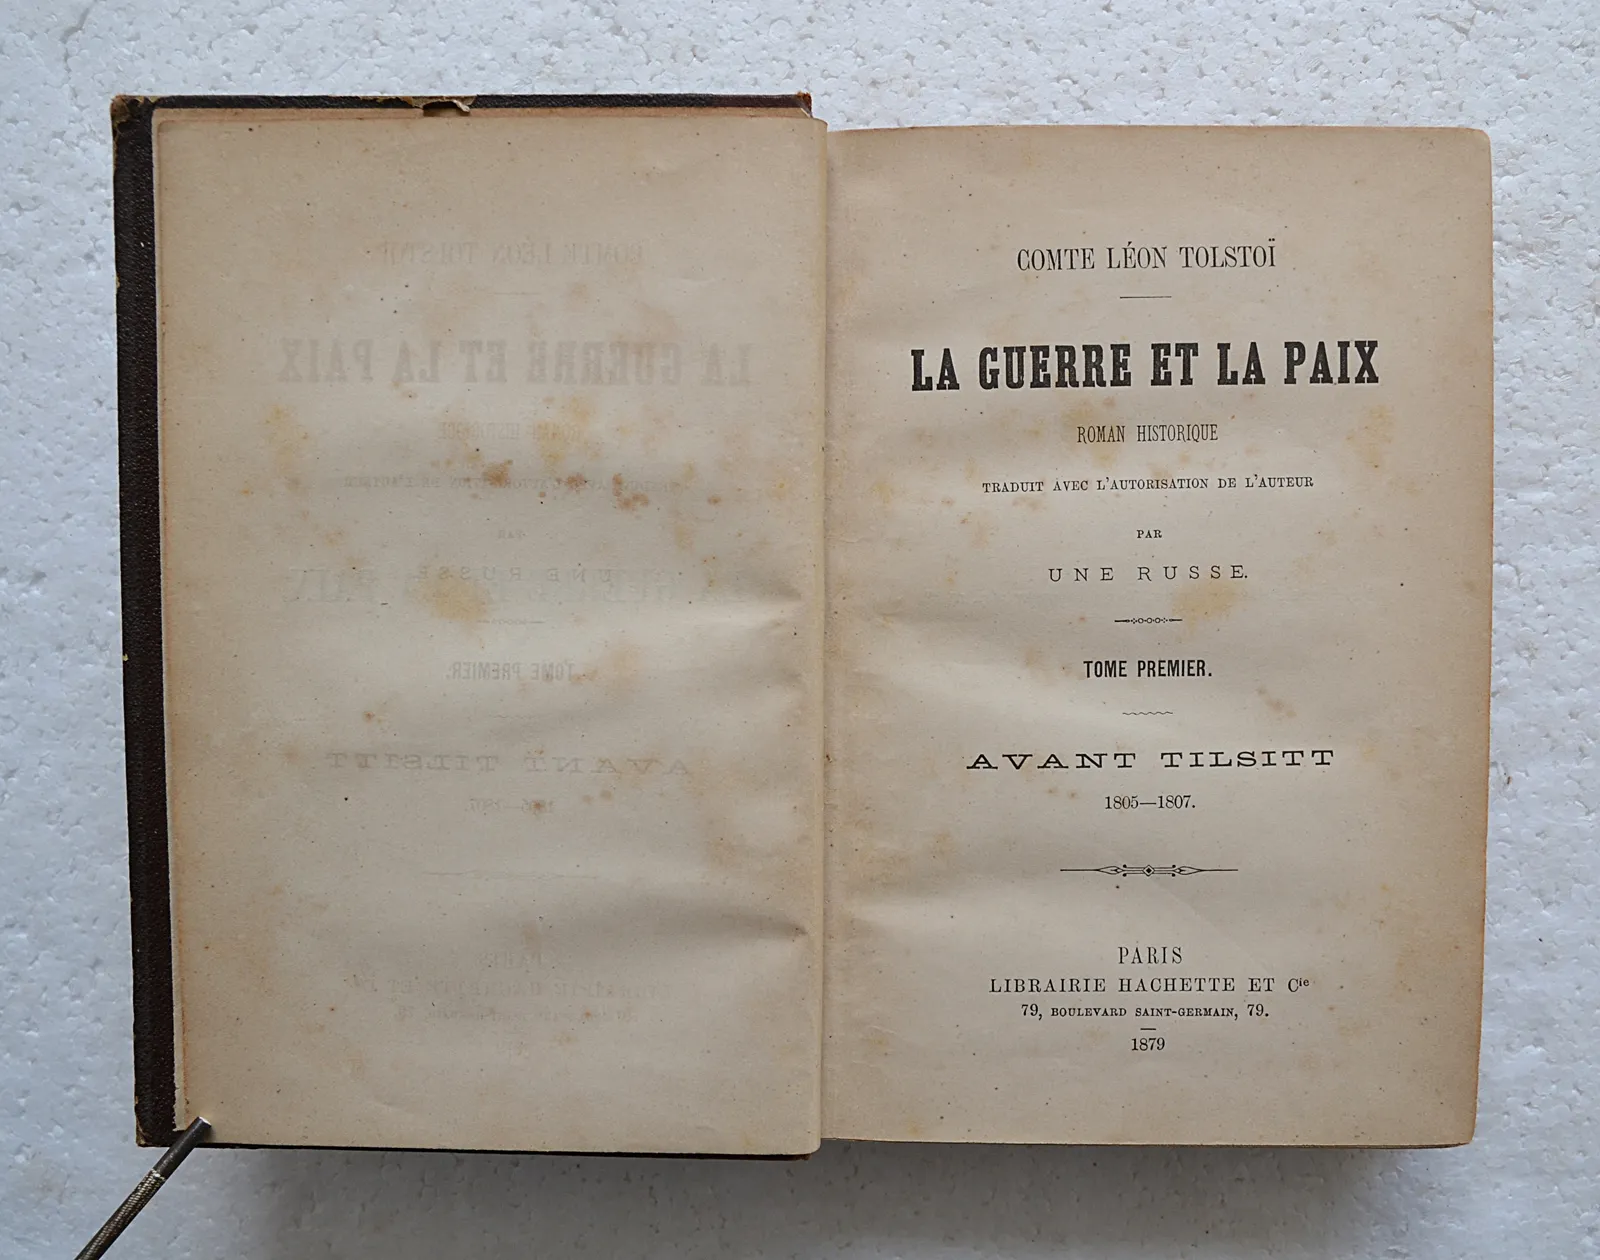 COMTE LÉON TOLSTOÏ
LA GUERRE ET LA PAIX
ROMAN HISTORIQUE
TRADUIT AVEC L'AUTORISATION DE L'AUTEUR
PAR
UNE RUSSE.
TOME PREMIER.
AVANT TILSITT
1805—1807.
PARIS
LIBRAIRIE HACHETTE ET Cie
79, BOULEVARD SAINT-GERMAIN, 79.
1879